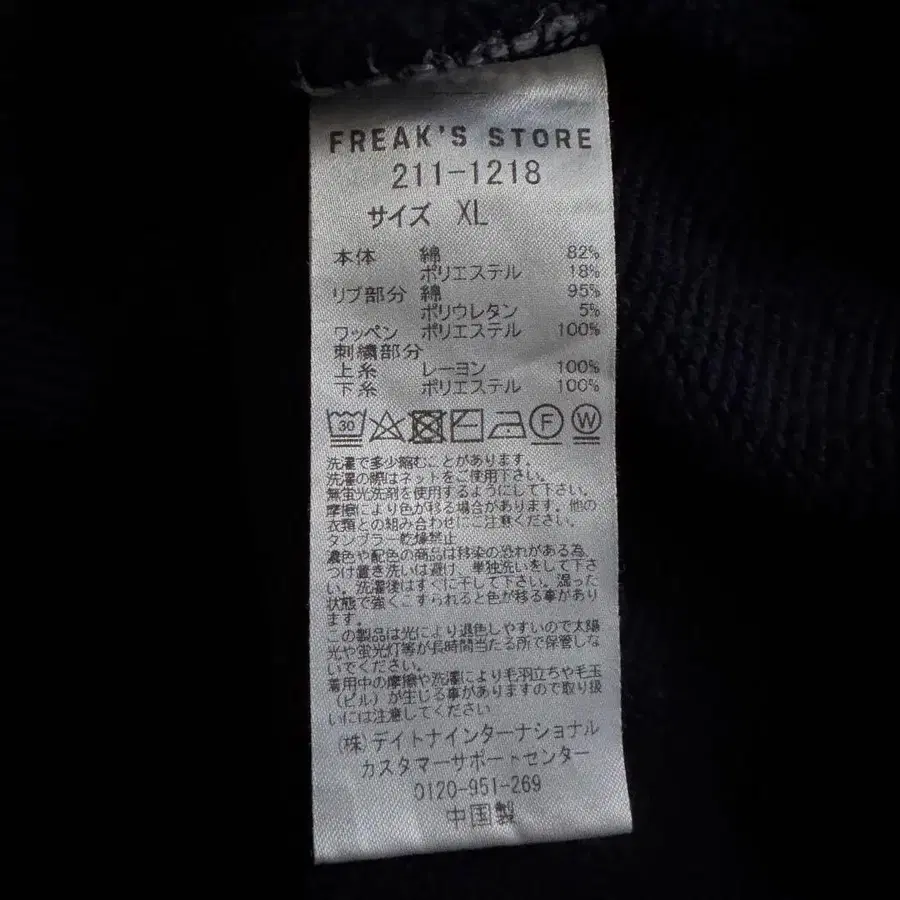 FREAK'S STORE
211-1218
サイズ XL
本体 綿 82%
ポリエステル 18%
リブ部分 綿 95%
ポリウレタン 5%
ワッペン ポリエステル 100%
刺繍部分
上糸 レーヨン 100%
下糸 ポリエステル 100%
30 F W
洗濯で多少縮むことがあります。
洗濯の際はネットをご使用下さい。
無蛍光洗剤を使用するようにして下さい。
摩擦により色が移る場合があります。他の
衣類との組み合わせにご注意ください。
タンブラー乾燥禁止
濃色や配色の商品は移染の恐れがある為、
つけ置き洗いは避け、単独洗いをして下さ
い。洗濯後はすぐに干して下さい。湿った
状態で強くこすられると色が移る事があり
ます。
この製品は光により退色しやすいので太陽
光や蛍光灯等が長時間当たる所で保管しな
いでください。
着用中の摩擦や洗濯により毛羽立ちや毛玉
(ピル)が生じる事がありますので取り扱
いには注意してください
(株)デイトナインターナショナル
カスタマーサポートセンター
0120-951-269
中国製